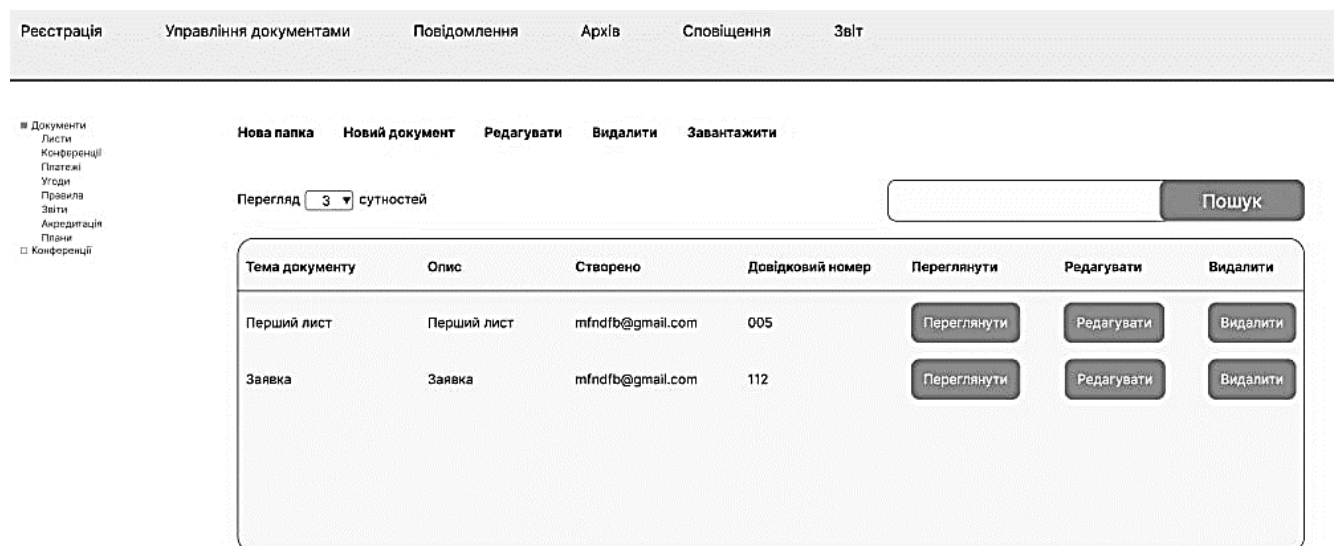 Реєстрація Управління документами Повідомлення Архів Сповіщення Звіт
Документи
Листи
Конференції
Платежі
Угоди
Правила
Звіти
Акредитація
Плани
Конференції
Нова папка Новий документ Редагувати Видалити Завантажити
Перегляд 3 сутностей
Пошук
Тема документу Опис Створено Довідковий номер Переглянути Редагувати Видалити
Перший лист Перший лист mfndfb@gmail.com 005 Переглянути Редагувати Видалити
Заявка Заявка mfndfb@gmail.com 112 Переглянути Редагувати Видалити